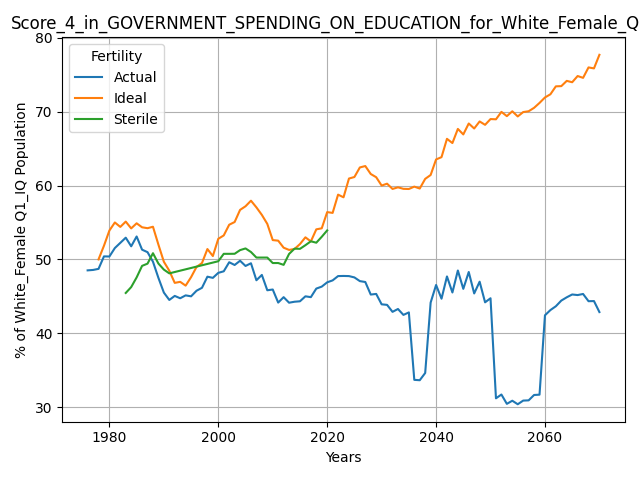 Score_4_in_GOVERNMENT_SPENDING_ON_EDUCATION_for_White_Female_Q
Fertility
Actual
Ideal
Sterile
% of White_Female Q1_IQ Population
80
70
60
50
40
30
1980
2000
2020
2040
2060
Years